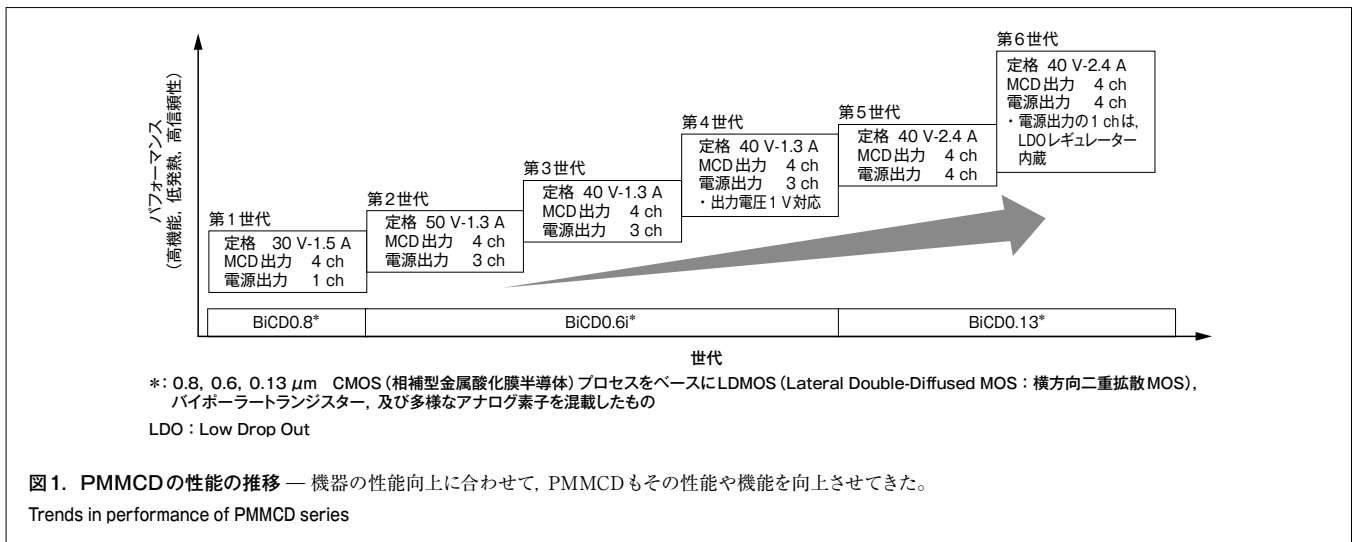 パフォーマンス
(高機能, 低発熱, 高信頼性)
第1世代
定格 30 V-1.5 A
MCD出力 4 ch
電源出力 1 ch
第2世代
定格 50 V-1.3 A
MCD出力 4 ch
電源出力 3 ch
第3世代
定格 40 V-1.3 A
MCD出力 4 ch
電源出力 3 ch
第4世代
定格 40 V-1.3 A
MCD出力 4 ch
電源出力 3 ch
・出力電圧1 V対応
第5世代
定格 40 V-2.4 A
MCD出力 4 ch
電源出力 4 ch
第6世代
定格 40 V-2.4 A
MCD出力 4 ch
電源出力 4 ch
・電源出力の1 chは,
LDOレギュレーター
内蔵
BiCD0.8*
BiCD0.6i*
BiCD0.13*
世代
*: 0.8, 0.6, 0.13 μm CMOS(相補型金属酸化膜半導体)プロセスをベースにLDMOS(Lateral Double-Diffused MOS:横方向二重拡散MOS),
バイポーラートランジスター, 及び多様なアナログ素子を混載したもの
LDO:Low Drop Out
図1. PMMCDの性能の推移 — 機器の性能向上に合わせて, PMMCDもその性能や機能を向上させてきた。
Trends in performance of PMMCD series